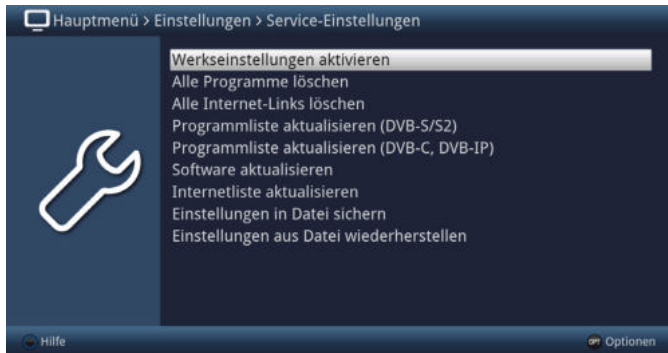 Hauptmenü > Einstellungen > Service-Einstellungen
Werkseinstellungen aktivieren
Alle Programme löschen
Alle Internet-Links löschen
Programmliste aktualisieren (DVB-S/S2)
Programmliste aktualisieren (DVB-C, DVB-IP)
Software aktualisieren
Internetliste aktualisieren
Einstellungen in Datei sichern
Einstellungen aus Datei wiederherstellen
Hilfe
OPT Optionen